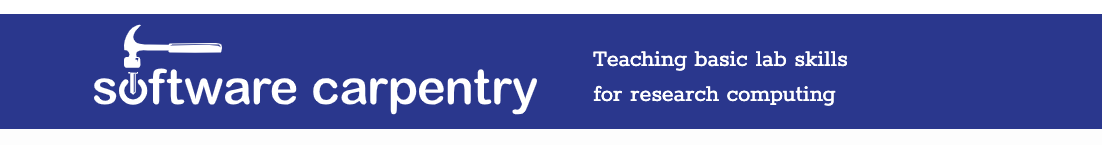 software carpentry
Teaching basic lab skills
for research computing